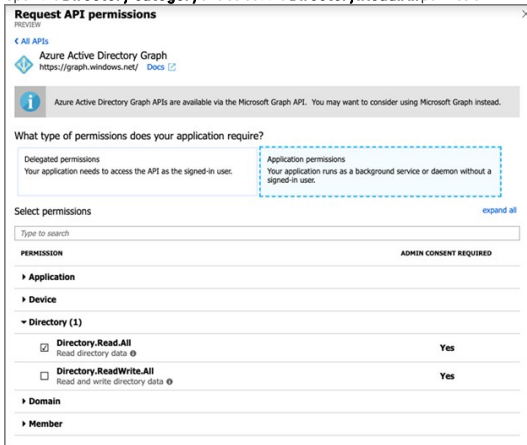 Request API permissions
PREVIEW
All APIs
Azure Active Directory Graph
https://graph.windows.net/ Docs
Azure Active Directory Graph APIs are available via the Microsoft Graph API. You may want to consider using Microsoft Graph instead.
What type of permissions does your application require?
Delegated permissions
Your application needs to access the API as the signed-in user.
Application permissions
Your application runs as a background service or daemon without a
signed-in user.
Select permissions
expand all
Type to search
PERMISSION
ADMIN CONSENT REQUIRED
Application
Device
Directory (1)
Directory.Read.All
Read directory data
Yes
Directory.ReadWrite.All
Read and write directory data
Yes
Domain
Member